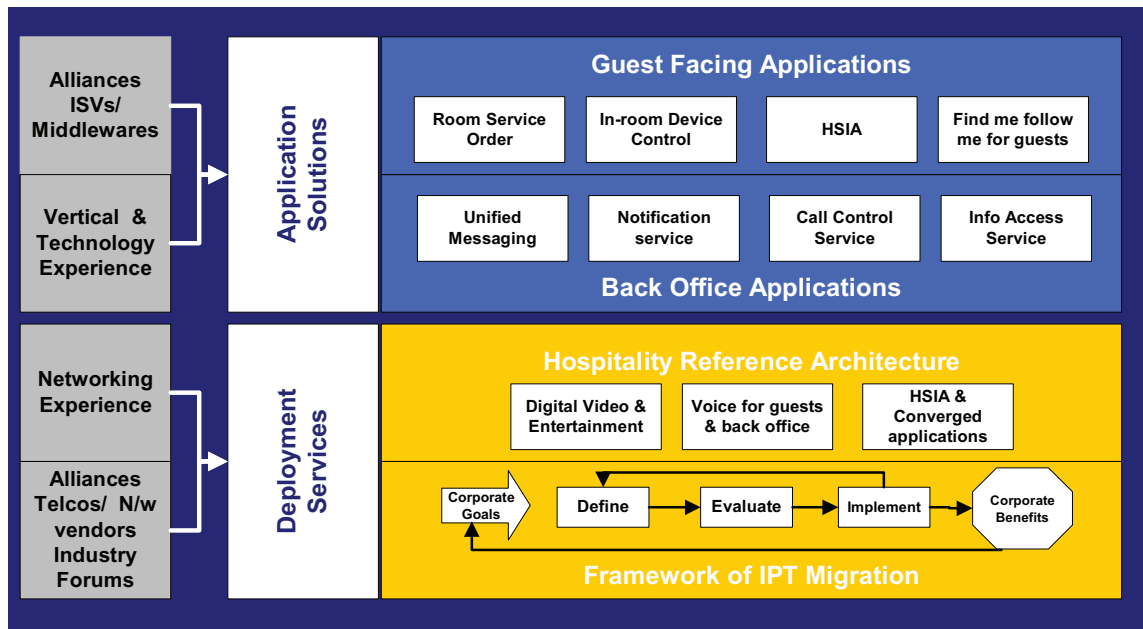 Alliances
ISVs/
Middlewares
Vertical &
Technology
Experience
Application
Solutions
Guest Facing Applications
Room Service
Order
In-room Device
Control
HSIA
Find me follow
me for guests
Unified
Messaging
Notification
service
Call Control
Service
Info Access
Service
Back Office Applications
Networking
Experience
Alliances
Telcos/ N/w
vendors
Industry
Forums
Deployment
Services
Hospitality Reference Architecture
Digital Video &
Entertainment
Voice for guests
& back office
HSIA &
Converged
applications
Corporate
Goals
Define
Evaluate
Implement
Corporate
Benefits
Framework of IPT Migration